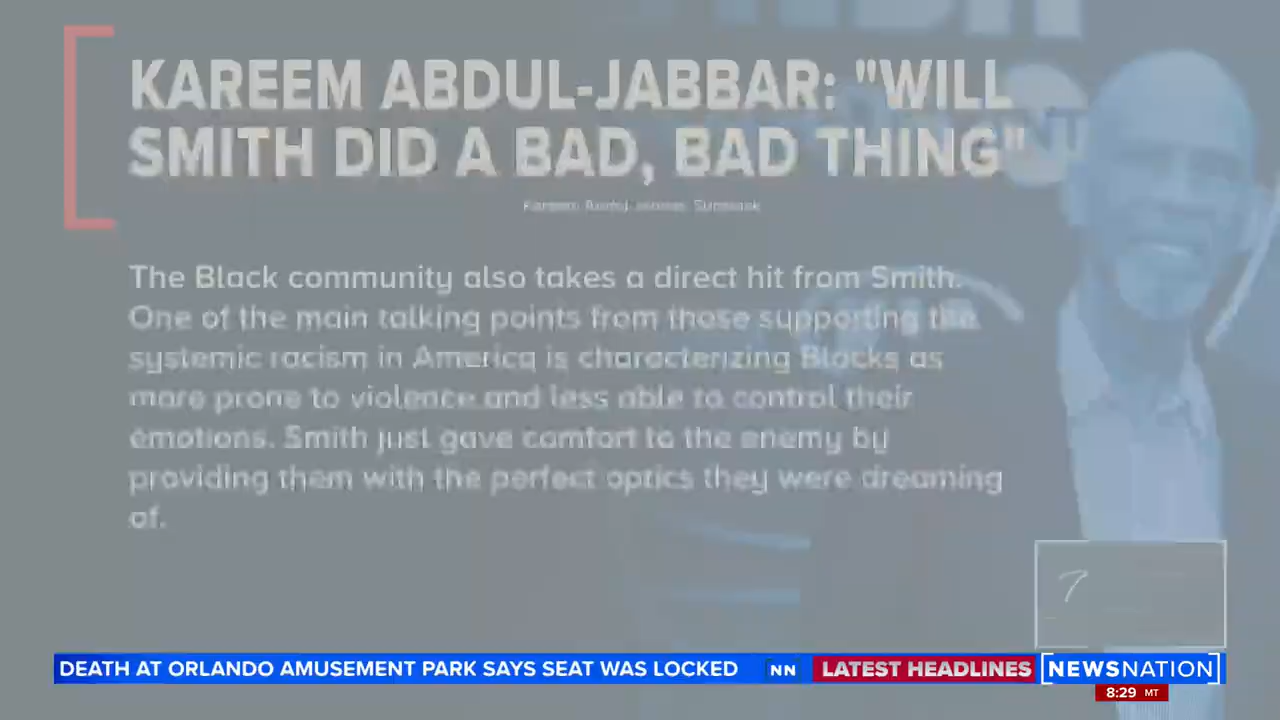 KAREEM ABDUL-JABBAR: "WILL
SMITH DID A BAD, BAD THING"
Kareem Abdul-Jabbar, Substack
The Black community also takes a direct hit from Smith.
One of the main talking points from those supporting the
systemic racism in America is characterizing Blacks as
more prone to violence and less able to control their
emotions. Smith just gave comfort to the enemy by
providing them with the perfect optics they were dreaming
of.
DEATH AT ORLANDO AMUSEMENT PARK SAYS SEAT WAS LOCKED NN LATEST HEADLINES NEWSNATION
8:29 MT